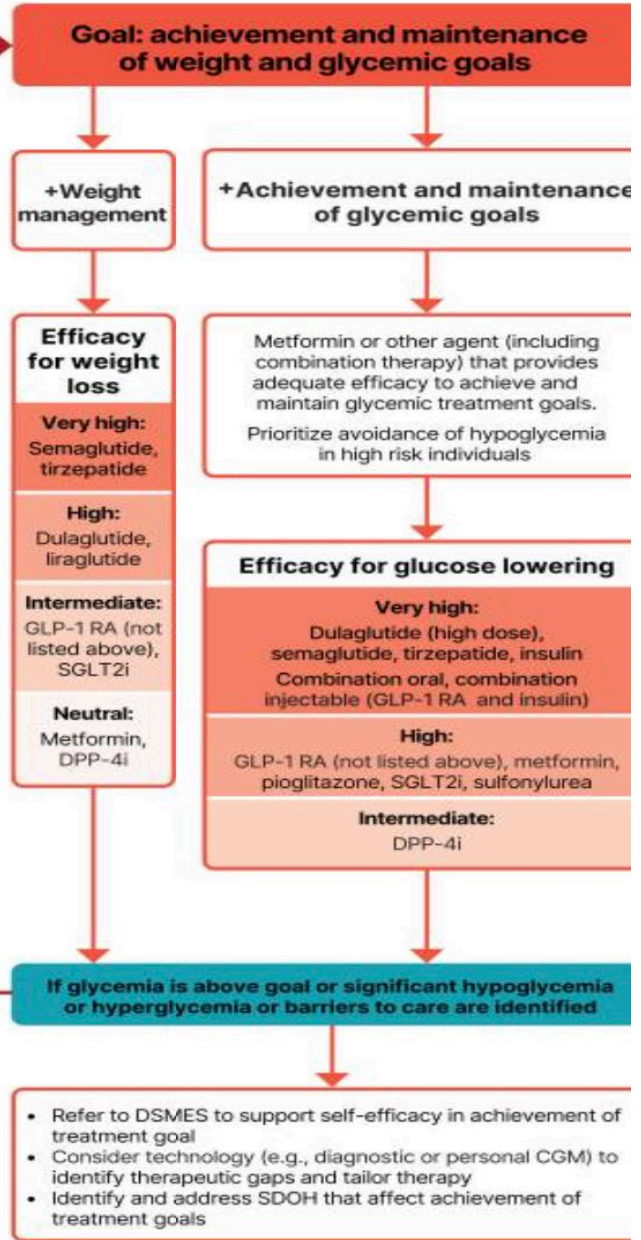 Goal: achievement and maintenance
of weight and glycemic goals
+Weight
management
Efficacy
for weight
loss
Very high:
Semaglutide,
tirzepatide
High:
Dulaglutide,
liraglutide
Intermediate:
GLP-1 RA (not
listed above),
SGLT2i
Neutral:
Metformin,
DPP-4i
+Achievement and maintenance
of glycemic goals
Metformin or other agent (including
combination therapy) that provides
adequate efficacy to achieve and
maintain glycemic treatment goals.
Prioritize avoidance of hypoglycemia
in high risk individuals
Efficacy for glucose lowering
Very high:
Dulaglutide (high dose),
semaglutide, tirzepatide, insulin
Combination oral, combination
injectable (GLP-1 RA and insulin)
High:
GLP-1 RA (not listed above), metformin,
pioglitazone, SGLT2i, sulfonylurea
Intermediate:
DPP-4i
If glycemia is above goal or significant hypoglycemia
or hyperglycemia or barriers to care are identified
• Refer to DSMES to support self-efficacy in achievement of
treatment goal
• Consider technology (e.g., diagnostic or personal CGM) to
identify therapeutic gaps and tailor therapy
• Identify and address SDOH that affect achievement of
treatment goals